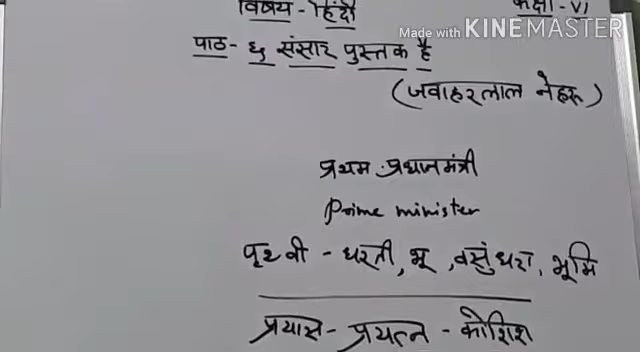 विषय - हिंदी कक्षा - VI
Made with KINEMASTER
पाठ - ६ संसार पुस्तक है
(जवाहरलाल नेहरू)
प्रथम प्रधानमंत्री
Prime minister
पृथ्वी - धरती, भू, वसुंधरा, भूमि
प्रयास - प्रयत्न - कोशिश